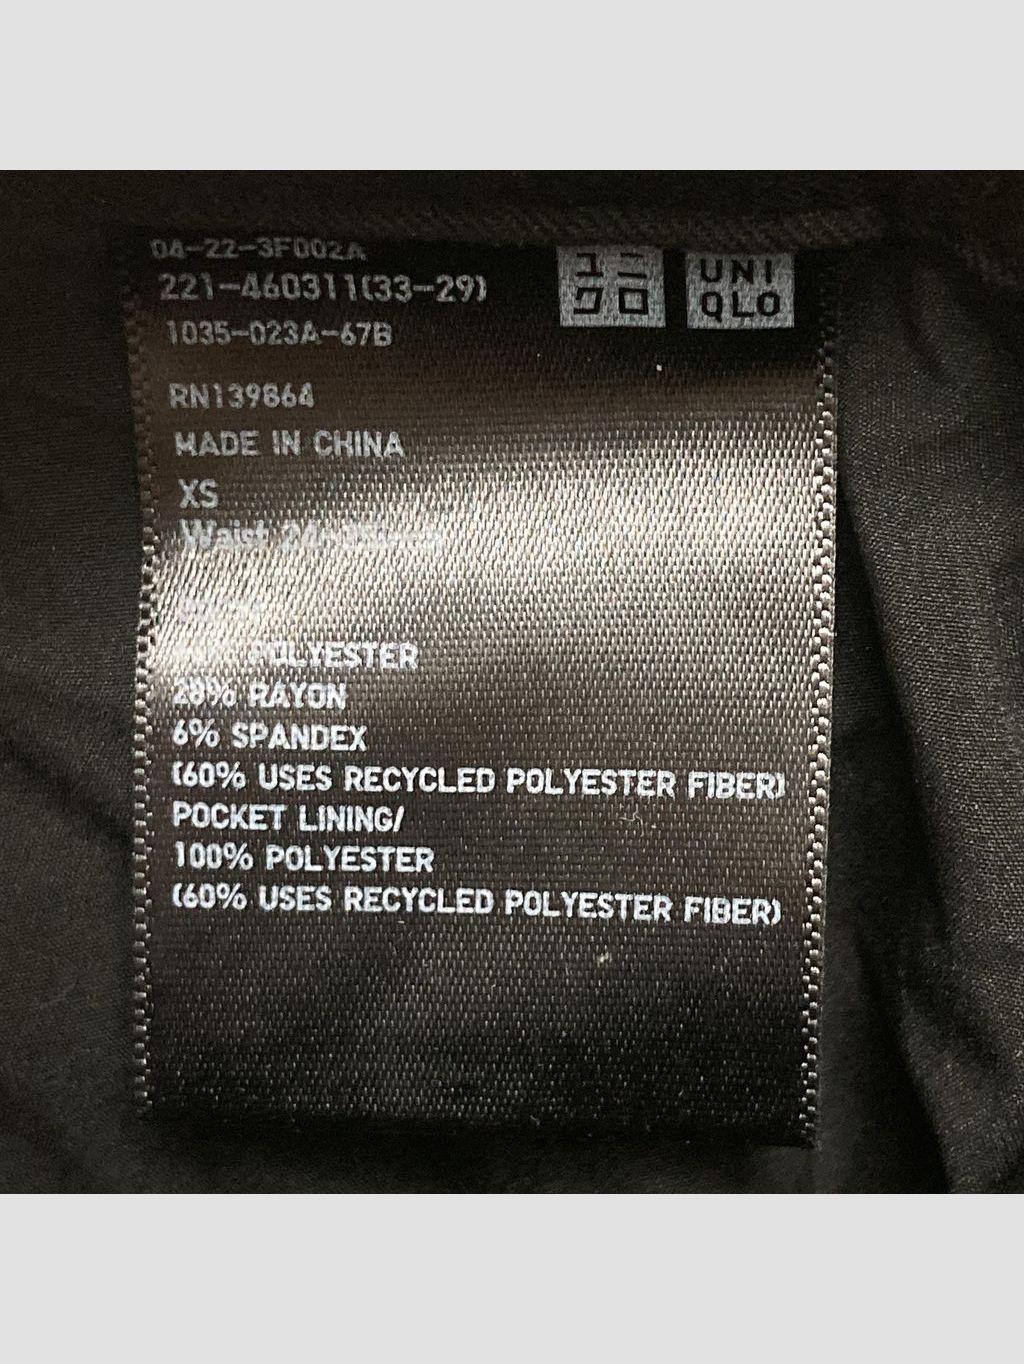 04-22-3F002A
221-460311(33-29)
1035-023A-67B
ユニ
クロ
UNI
QLO
RN139864
MADE IN CHINA
XS
Waist
POLYESTER
28% RAYON
6% SPANDEX
(60% USES RECYCLED POLYESTER FIBER)
POCKET LINING/
100% POLYESTER
(60% USES RECYCLED POLYESTER FIBER)